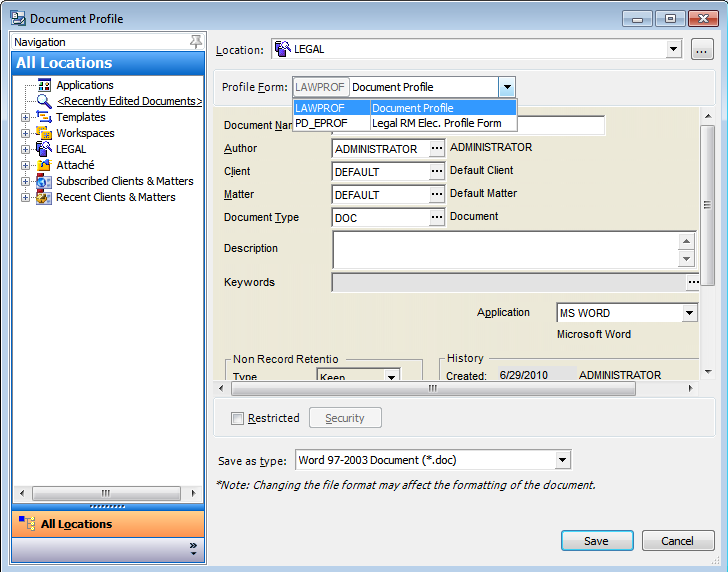 Document Profile
Navigation
All Locations
Applications
<Recently Edited Documents>
Templates
Workspaces
LEGAL
Attaché
Subscribed Clients & Matters
Recent Clients & Matters
All Locations
»
Location: LEGAL ...
Profile Form: LAWPROF Document Profile
LAWPROF Document Profile
PD_EPROF Legal RM Elec. Profile Form
Document Nam
Author ADMINISTRATOR ... ADMINISTRATOR
Client DEFAULT ... Default Client
Matter DEFAULT ... Default Matter
Document Type DOC ... Document
Description
Keywords ...
Application MS WORD
Microsoft Word
Non Record Retentio
Type Keep
History
Created: 6/29/2010 ADMINISTRATOR
Restricted Security
Save as type: Word 97-2003 Document (*.doc)
*Note: Changing the file format may affect the formatting of the document.
Save Cancel